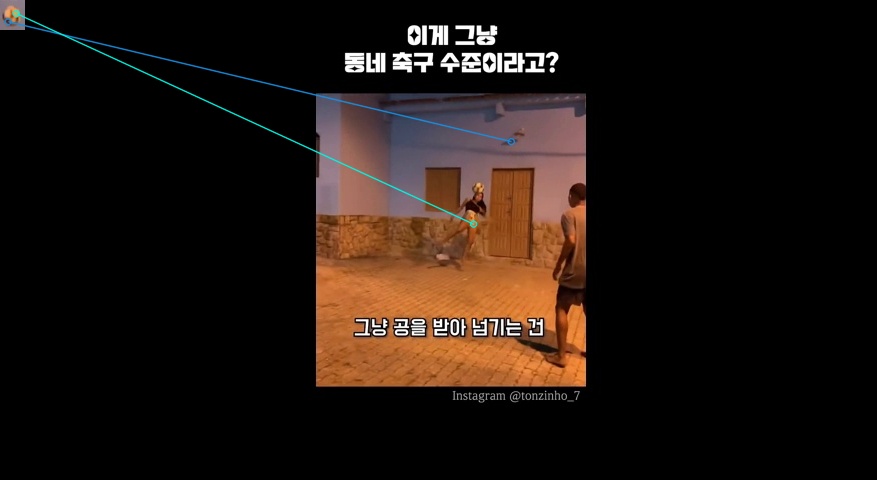 이게 그냥
동네 축구 수준이라고?
그냥 공을 받아 넘기는 건
Instagram @tonzinho_7